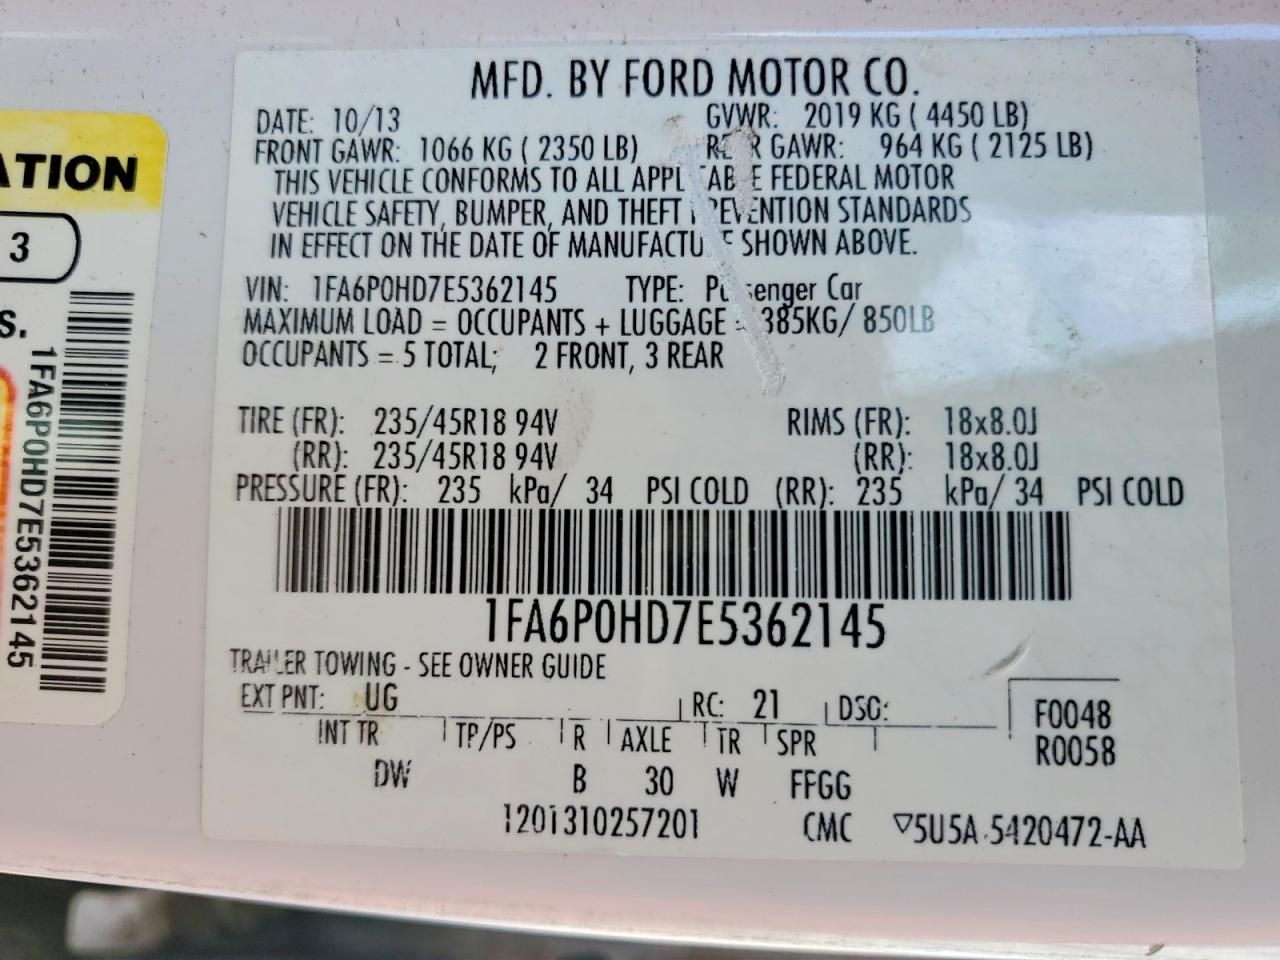 MFD. BY FORD MOTOR CO.
DATE: 10/13 GVWR: 2019 KG ( 4450 LB)
FRONT GAWR: 1066 KG ( 2350 LB) REAR GAWR: 964 KG ( 2125 LB)
THIS VEHICLE CONFORMS TO ALL APPLICABLE FEDERAL MOTOR
VEHICLE SAFETY, BUMPER, AND THEFT PREVENTION STANDARDS
IN EFFECT ON THE DATE OF MANUFACTURE SHOWN ABOVE.
VIN: 1FA6P0HD7E5362145 TYPE: Passenger Car
MAXIMUM LOAD = OCCUPANTS + LUGGAGE = 385KG/ 850LB
OCCUPANTS = 5 TOTAL; 2 FRONT, 3 REAR
TIRE (FR): 235/45R18 94V RIMS (FR): 18x8.0J
(RR): 235/45R18 94V (RR): 18x8.0J
PRESSURE (FR): 235 kPa/ 34 PSI COLD (RR): 235 kPa/ 34 PSI COLD
1FA6P0HD7E5362145
TRAILER TOWING - SEE OWNER GUIDE
EXT PNT: UG RC: 21 DSO:
F0048
R0058
INT TR TP/PS R AXLE TR SPR
DW B 30 W FFGG
1201310257201 CMC ▽5U5A-5420472-AA
ATION
3
S.
1FA6P0HD7E5362145